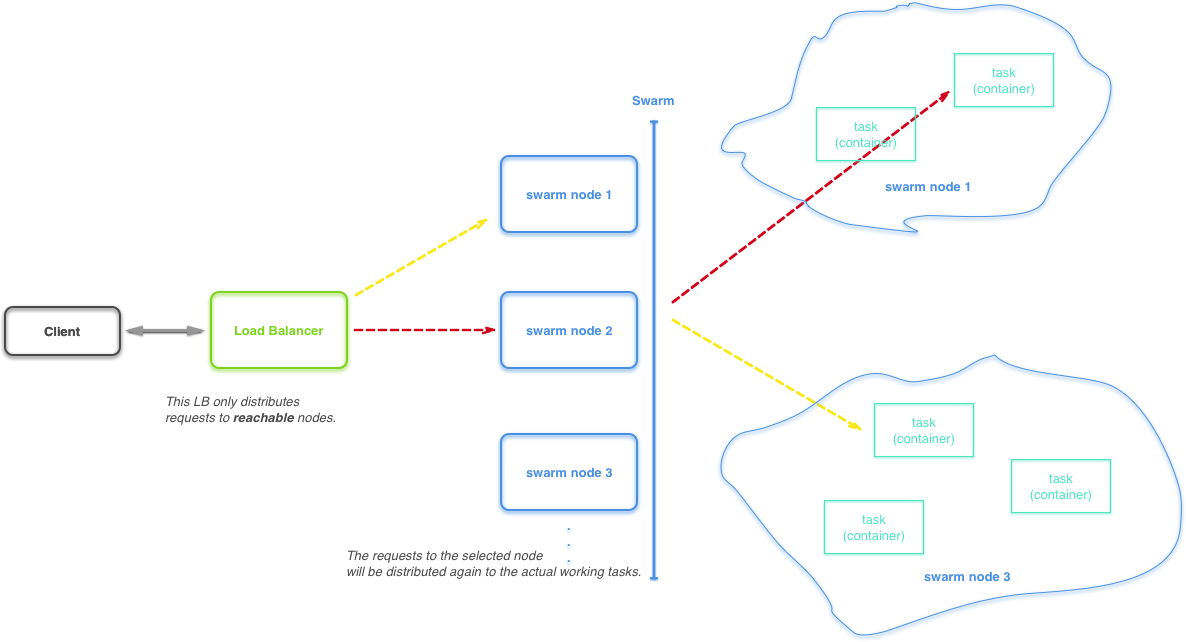 Swarm
task
(container)
task
(container)
swarm node 1
swarm node 1
Client
Load Balancer
swarm node 2
This LB only distributes
requests to reachable nodes.
swarm node 3
The requests to the selected node
will be distributed again to the actual working tasks.
task
(container)
task
(container)
task
(container)
swarm node 3